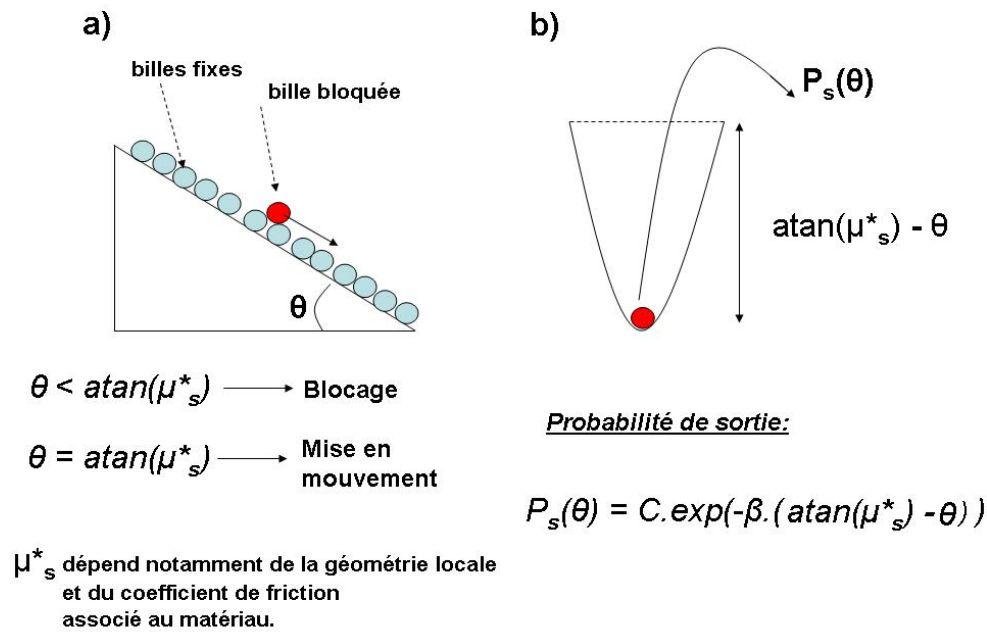 a)
billes fixes
bille bloquée
θ
θ < atan(μ*s) Blocage
θ = atan(μ*s) Mise en
mouvement
μ*s dépend notamment de la géométrie locale
et du coefficient de friction
associé au matériau.
b)
Ps(θ)
atan(μ*s) - θ
Probabilité de sortie:
Ps(θ) = C.exp(-β.(atan(μ*s) -θ))